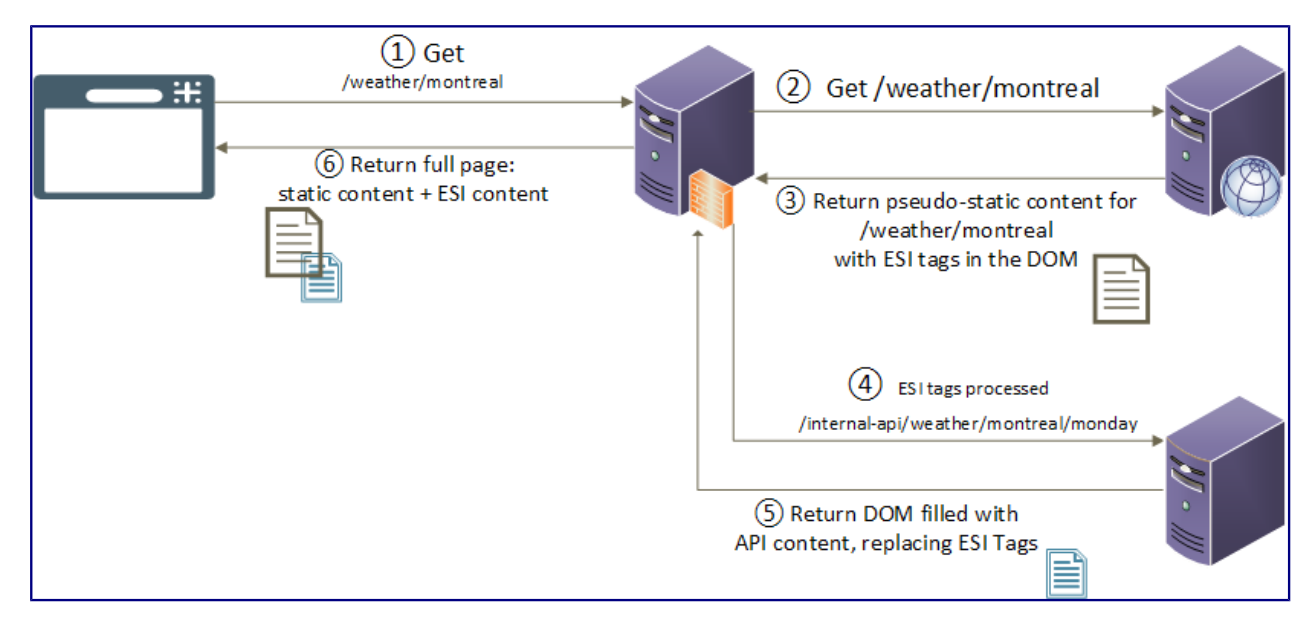 ① Get
/weather/montreal
② Get /weather/montreal
⑥ Return full page:
static content + ESI content
③ Return pseudo-static content for
/weather/montreal
with ESI tags in the DOM
④ ESI tags processed
/internal-api/weather/montreal/monday
⑤ Return DOM filled with
API content, replacing ESI Tags